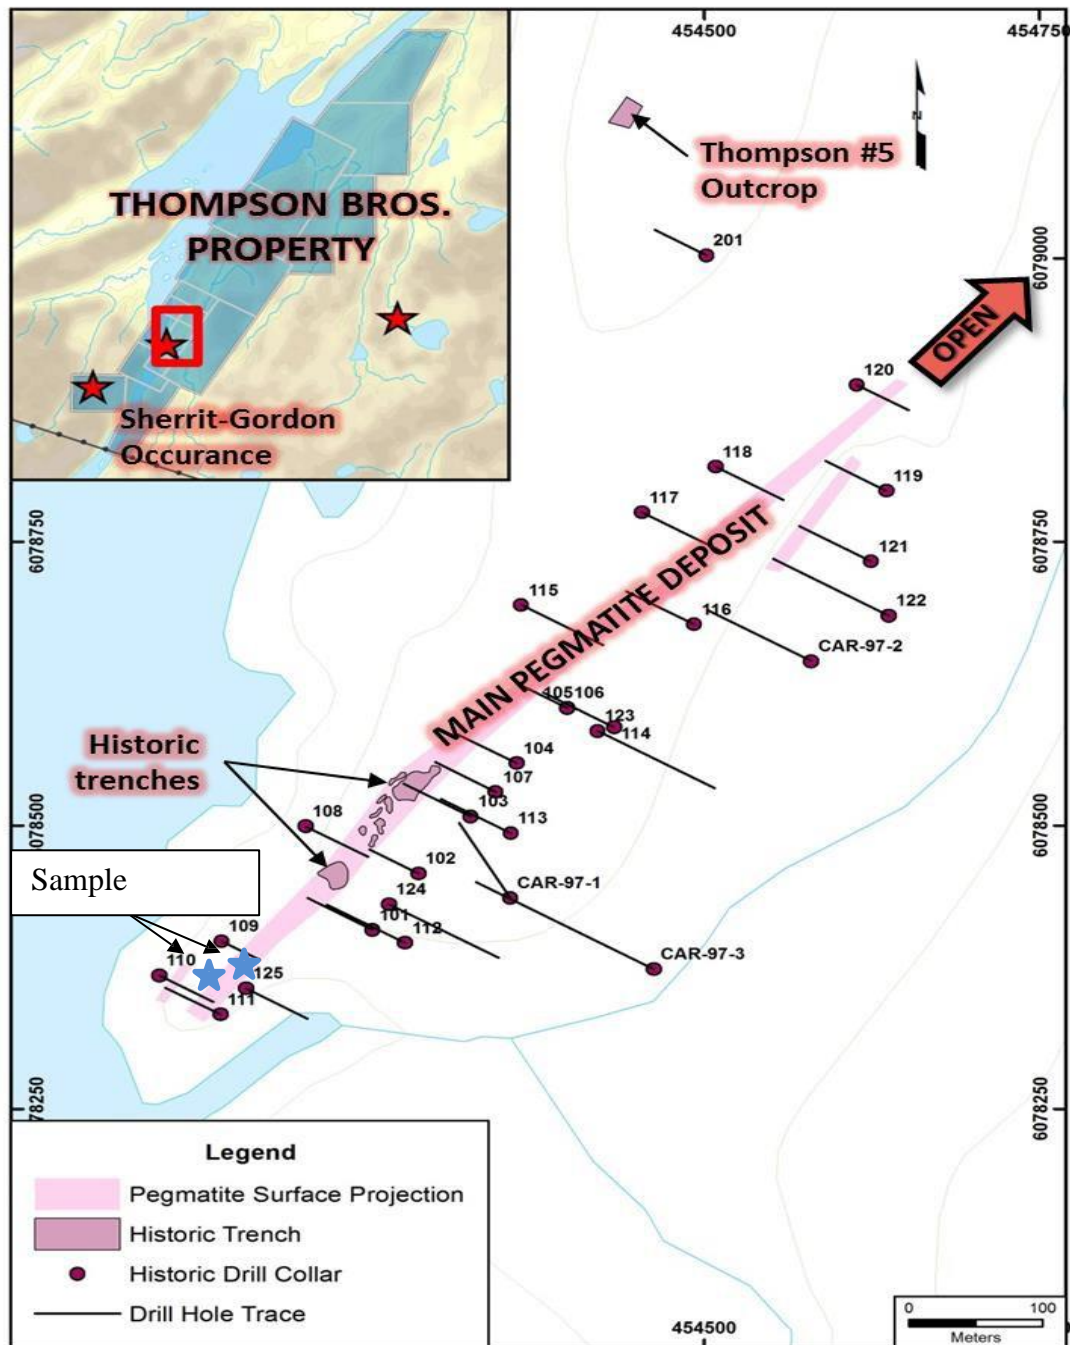 454500
454750
THOMPSON BROS.
PROPERTY
Sherrit-Gordon
Occurance
N
Thompson #5
Outcrop
201
6079000
OPEN
120
118
119
117
6078750
6078750
121
115
122
116
CAR-97-2
MAIN PEGMATITE DEPOSIT
105106
123
114
Historic
trenches
104
107
103
108
113
6078500
6078500
102
CAR-97-1
Sample
124
101
109
112
CAR-97-3
110
125
111
78250
6078250
Legend
Pegmatite Surface Projection
Historic Trench
Historic Drill Collar
Drill Hole Trace
454500
0 100
Meters